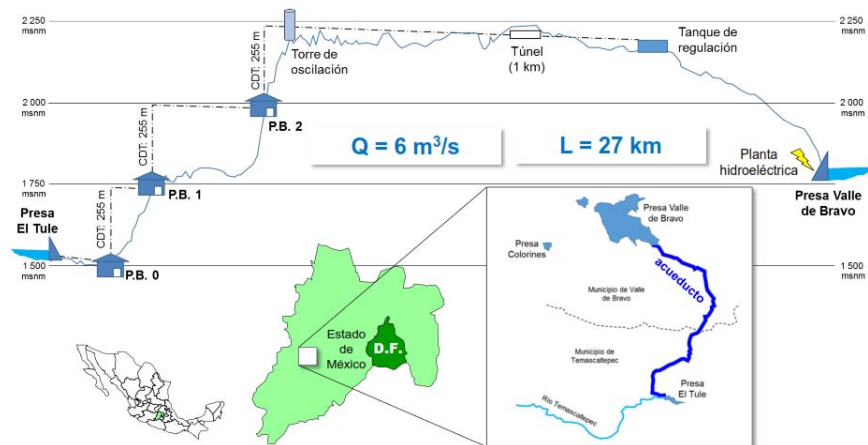 2 250
msnm
2 000
msnm
1 750
msnm
1 500
msnm
2 250
msnm
2 000
msnm
1 750
msnm
1 500
msnm
Presa
El Tule
P.B. 0
CDT: 255 m
P.B. 1
CDT: 255 m
P.B. 2
CDT: 255 m
Torre de
oscilación
Túnel
(1 km)
Tanque de
regulación
Q = 6 m³/s
L = 27 km
Planta
hidroeléctrica
Presa Valle
de Bravo
Estado
de
México
D.F.
Presa Valle
de Bravo
Presa
Colorines
acueducto
Municipio de Valle
de Bravo
Municipio de
Temascaltepec
Presa
El Tule
Río Temascaltepec